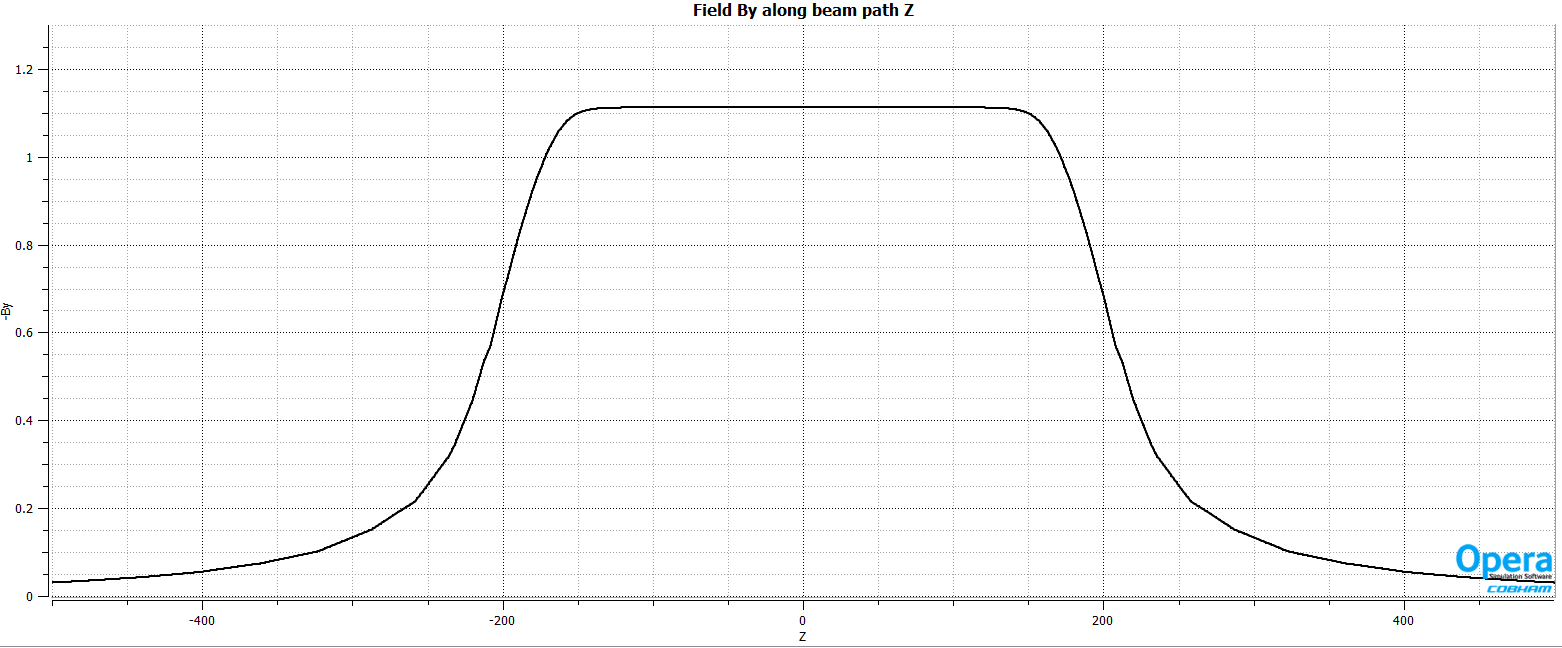 Field By along beam path Z
1.2
1
0.8
0.6
0.4
0.2
0
-By
-400
-200
0
200
400
Z
Opera
Simulation Software
COBHAM